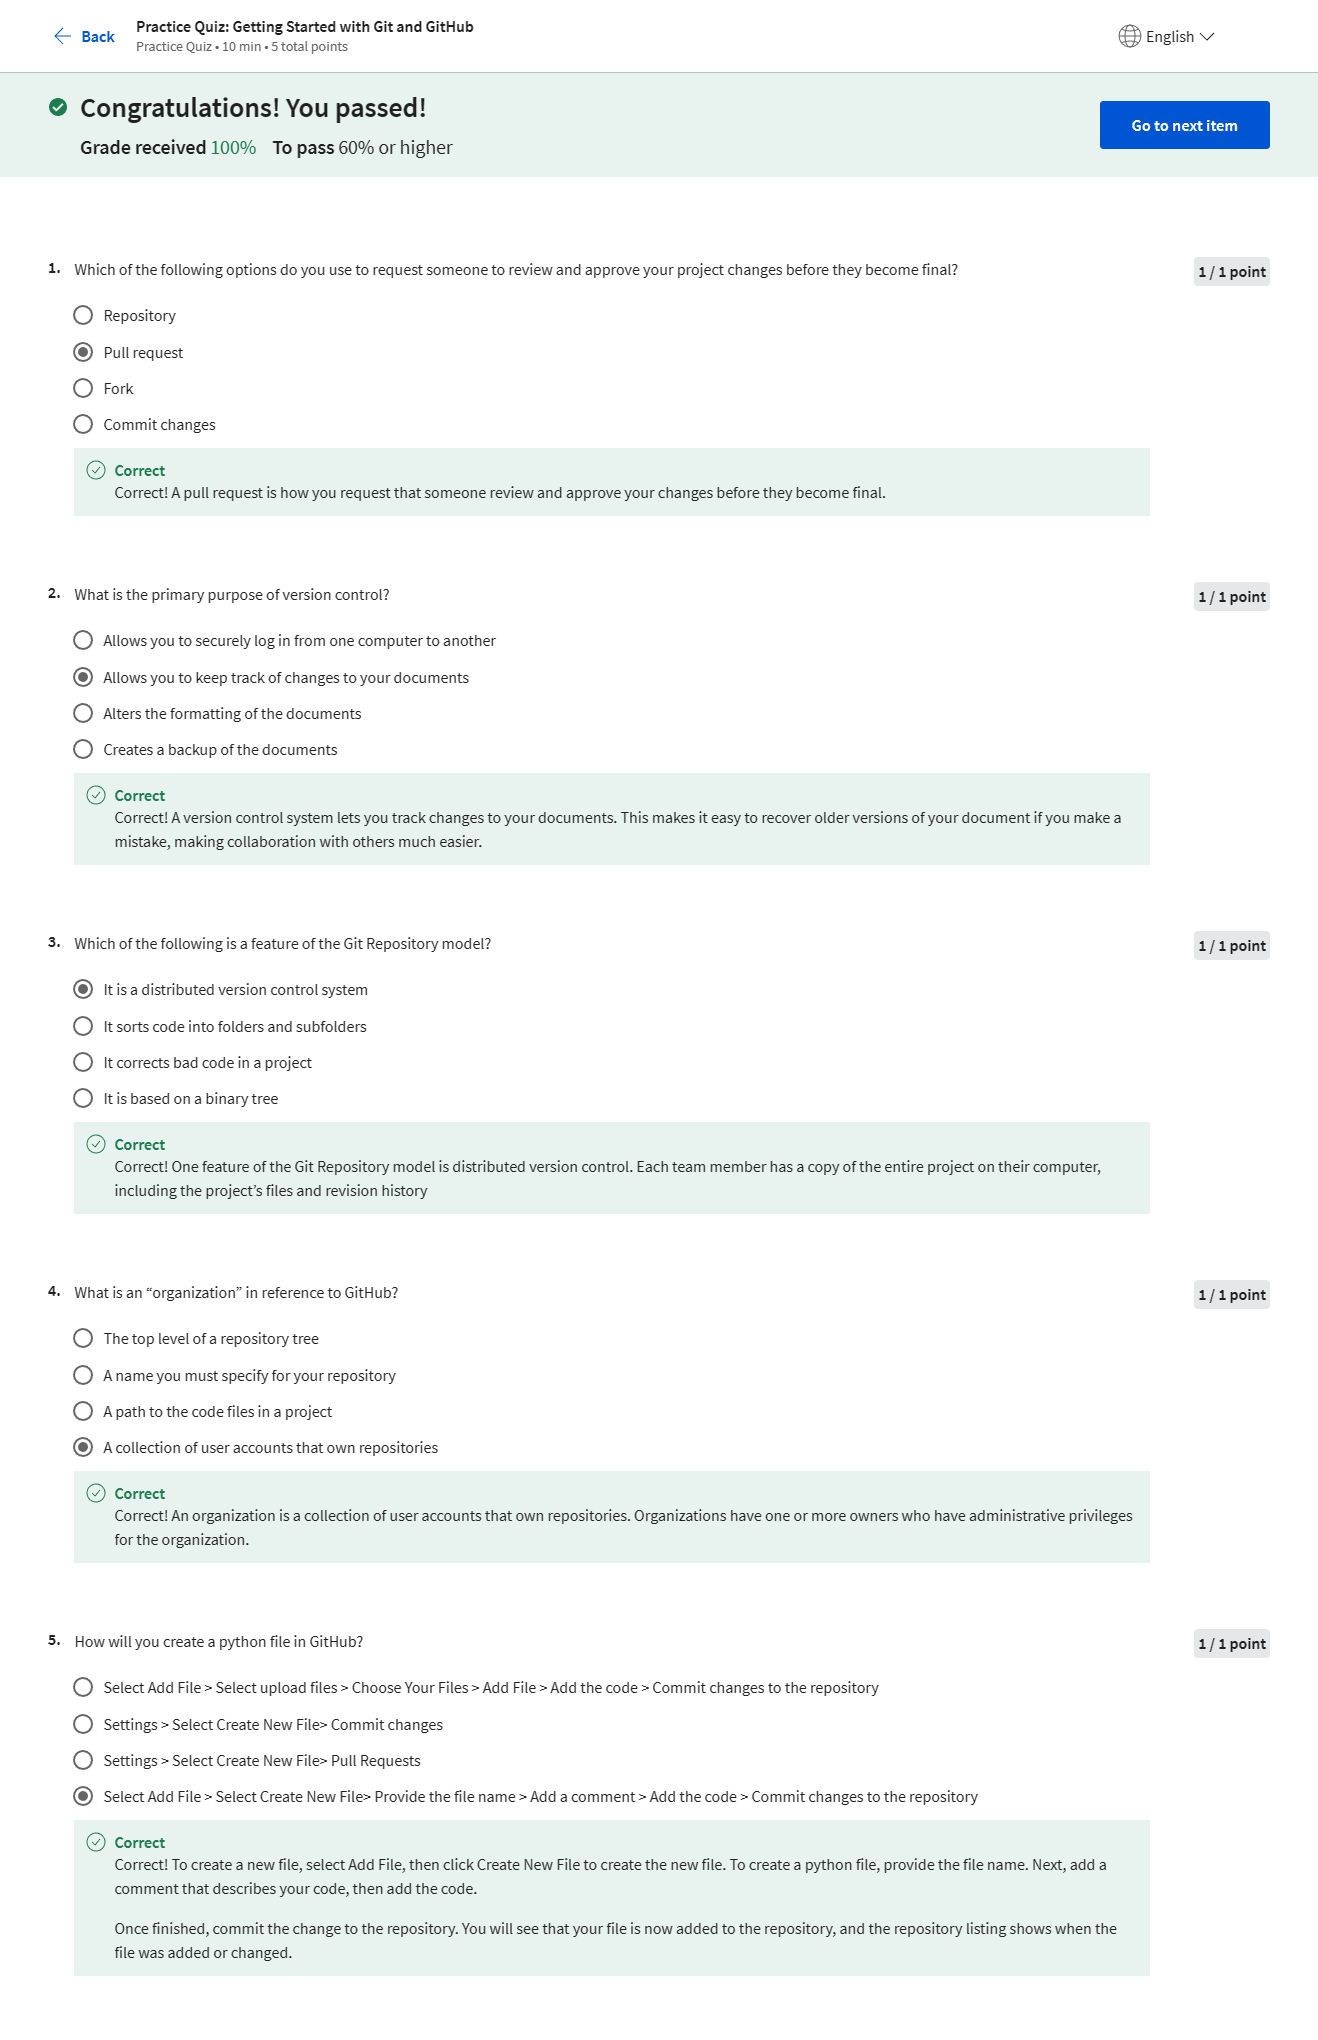 Back
Practice Quiz: Getting Started with Git and GitHub
Practice Quiz • 10 min • 5 total points
English
Congratulations! You passed!
Grade received 100% To pass 60% or higher
Go to next item
1. Which of the following options do you use to request someone to review and approve your project changes before they become final?
1 / 1 point
Repository
Pull request
Fork
Commit changes
Correct
Correct! A pull request is how you request that someone review and approve your changes before they become final.
2. What is the primary purpose of version control?
1 / 1 point
Allows you to securely log in from one computer to another
Allows you to keep track of changes to your documents
Alters the formatting of the documents
Creates a backup of the documents
Correct
Correct! A version control system lets you track changes to your documents. This makes it easy to recover older versions of your document if you make a
mistake, making collaboration with others much easier.
3. Which of the following is a feature of the Git Repository model?
1 / 1 point
It is a distributed version control system
It sorts code into folders and subfolders
It corrects bad code in a project
It is based on a binary tree
Correct
Correct! One feature of the Git Repository model is distributed version control. Each team member has a copy of the entire project on their computer,
including the project’s files and revision history
4. What is an “organization” in reference to GitHub?
1 / 1 point
The top level of a repository tree
A name you must specify for your repository
A path to the code files in a project
A collection of user accounts that own repositories
Correct
Correct! An organization is a collection of user accounts that own repositories. Organizations have one or more owners who have administrative privileges
for the organization.
5. How will you create a python file in GitHub?
1 / 1 point
Select Add File > Select upload files > Choose Your Files > Add File > Add the code > Commit changes to the repository
Settings > Select Create New File> Commit changes
Settings > Select Create New File> Pull Requests
Select Add File > Select Create New File> Provide the file name > Add a comment > Add the code > Commit changes to the repository
Correct
Correct! To create a new file, select Add File, then click Create New File to create the new file. To create a python file, provide the file name. Next, add a
comment that describes your code, then add the code.
Once finished, commit the change to the repository. You will see that your file is now added to the repository, and the repository listing shows when the
file was added or changed.